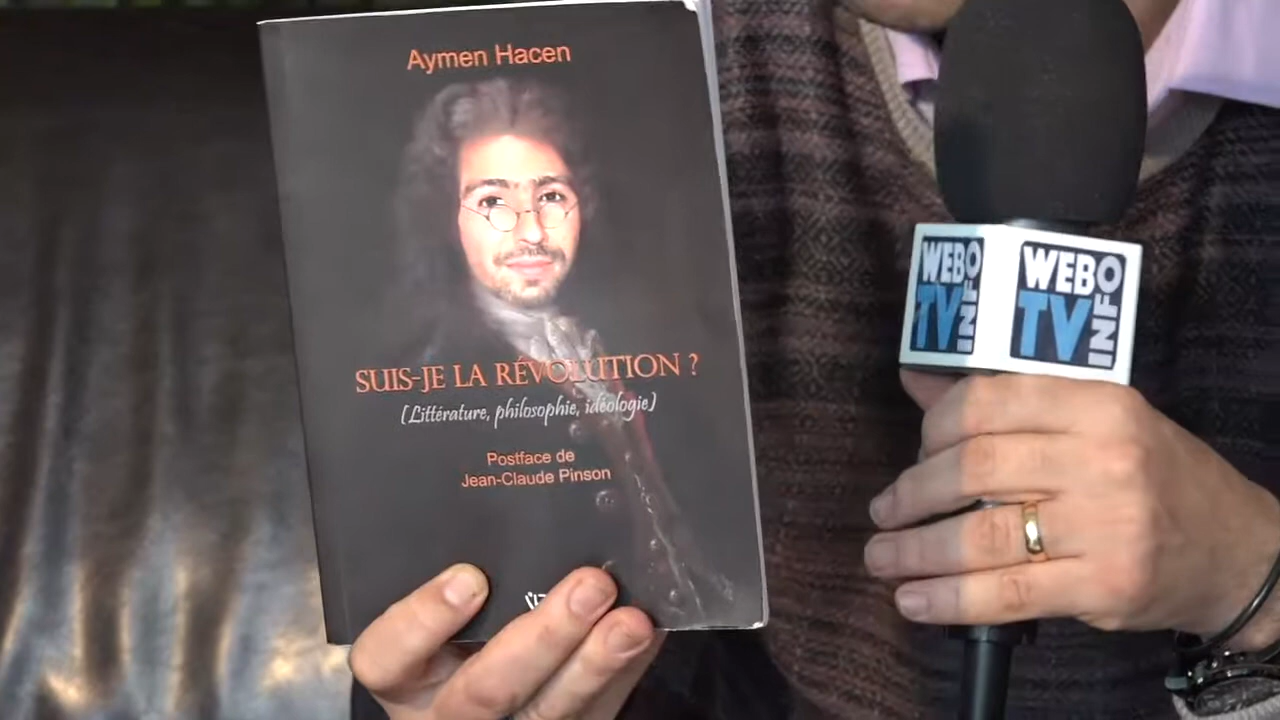 Aymen Hacen
SUIS-JE LA RÉVOLUTION ?
(Littérature, philosophie, idéologie)
Postface de
Jean-Claude Pinson
WEBO
TV INFO
WEBO
TV INFO